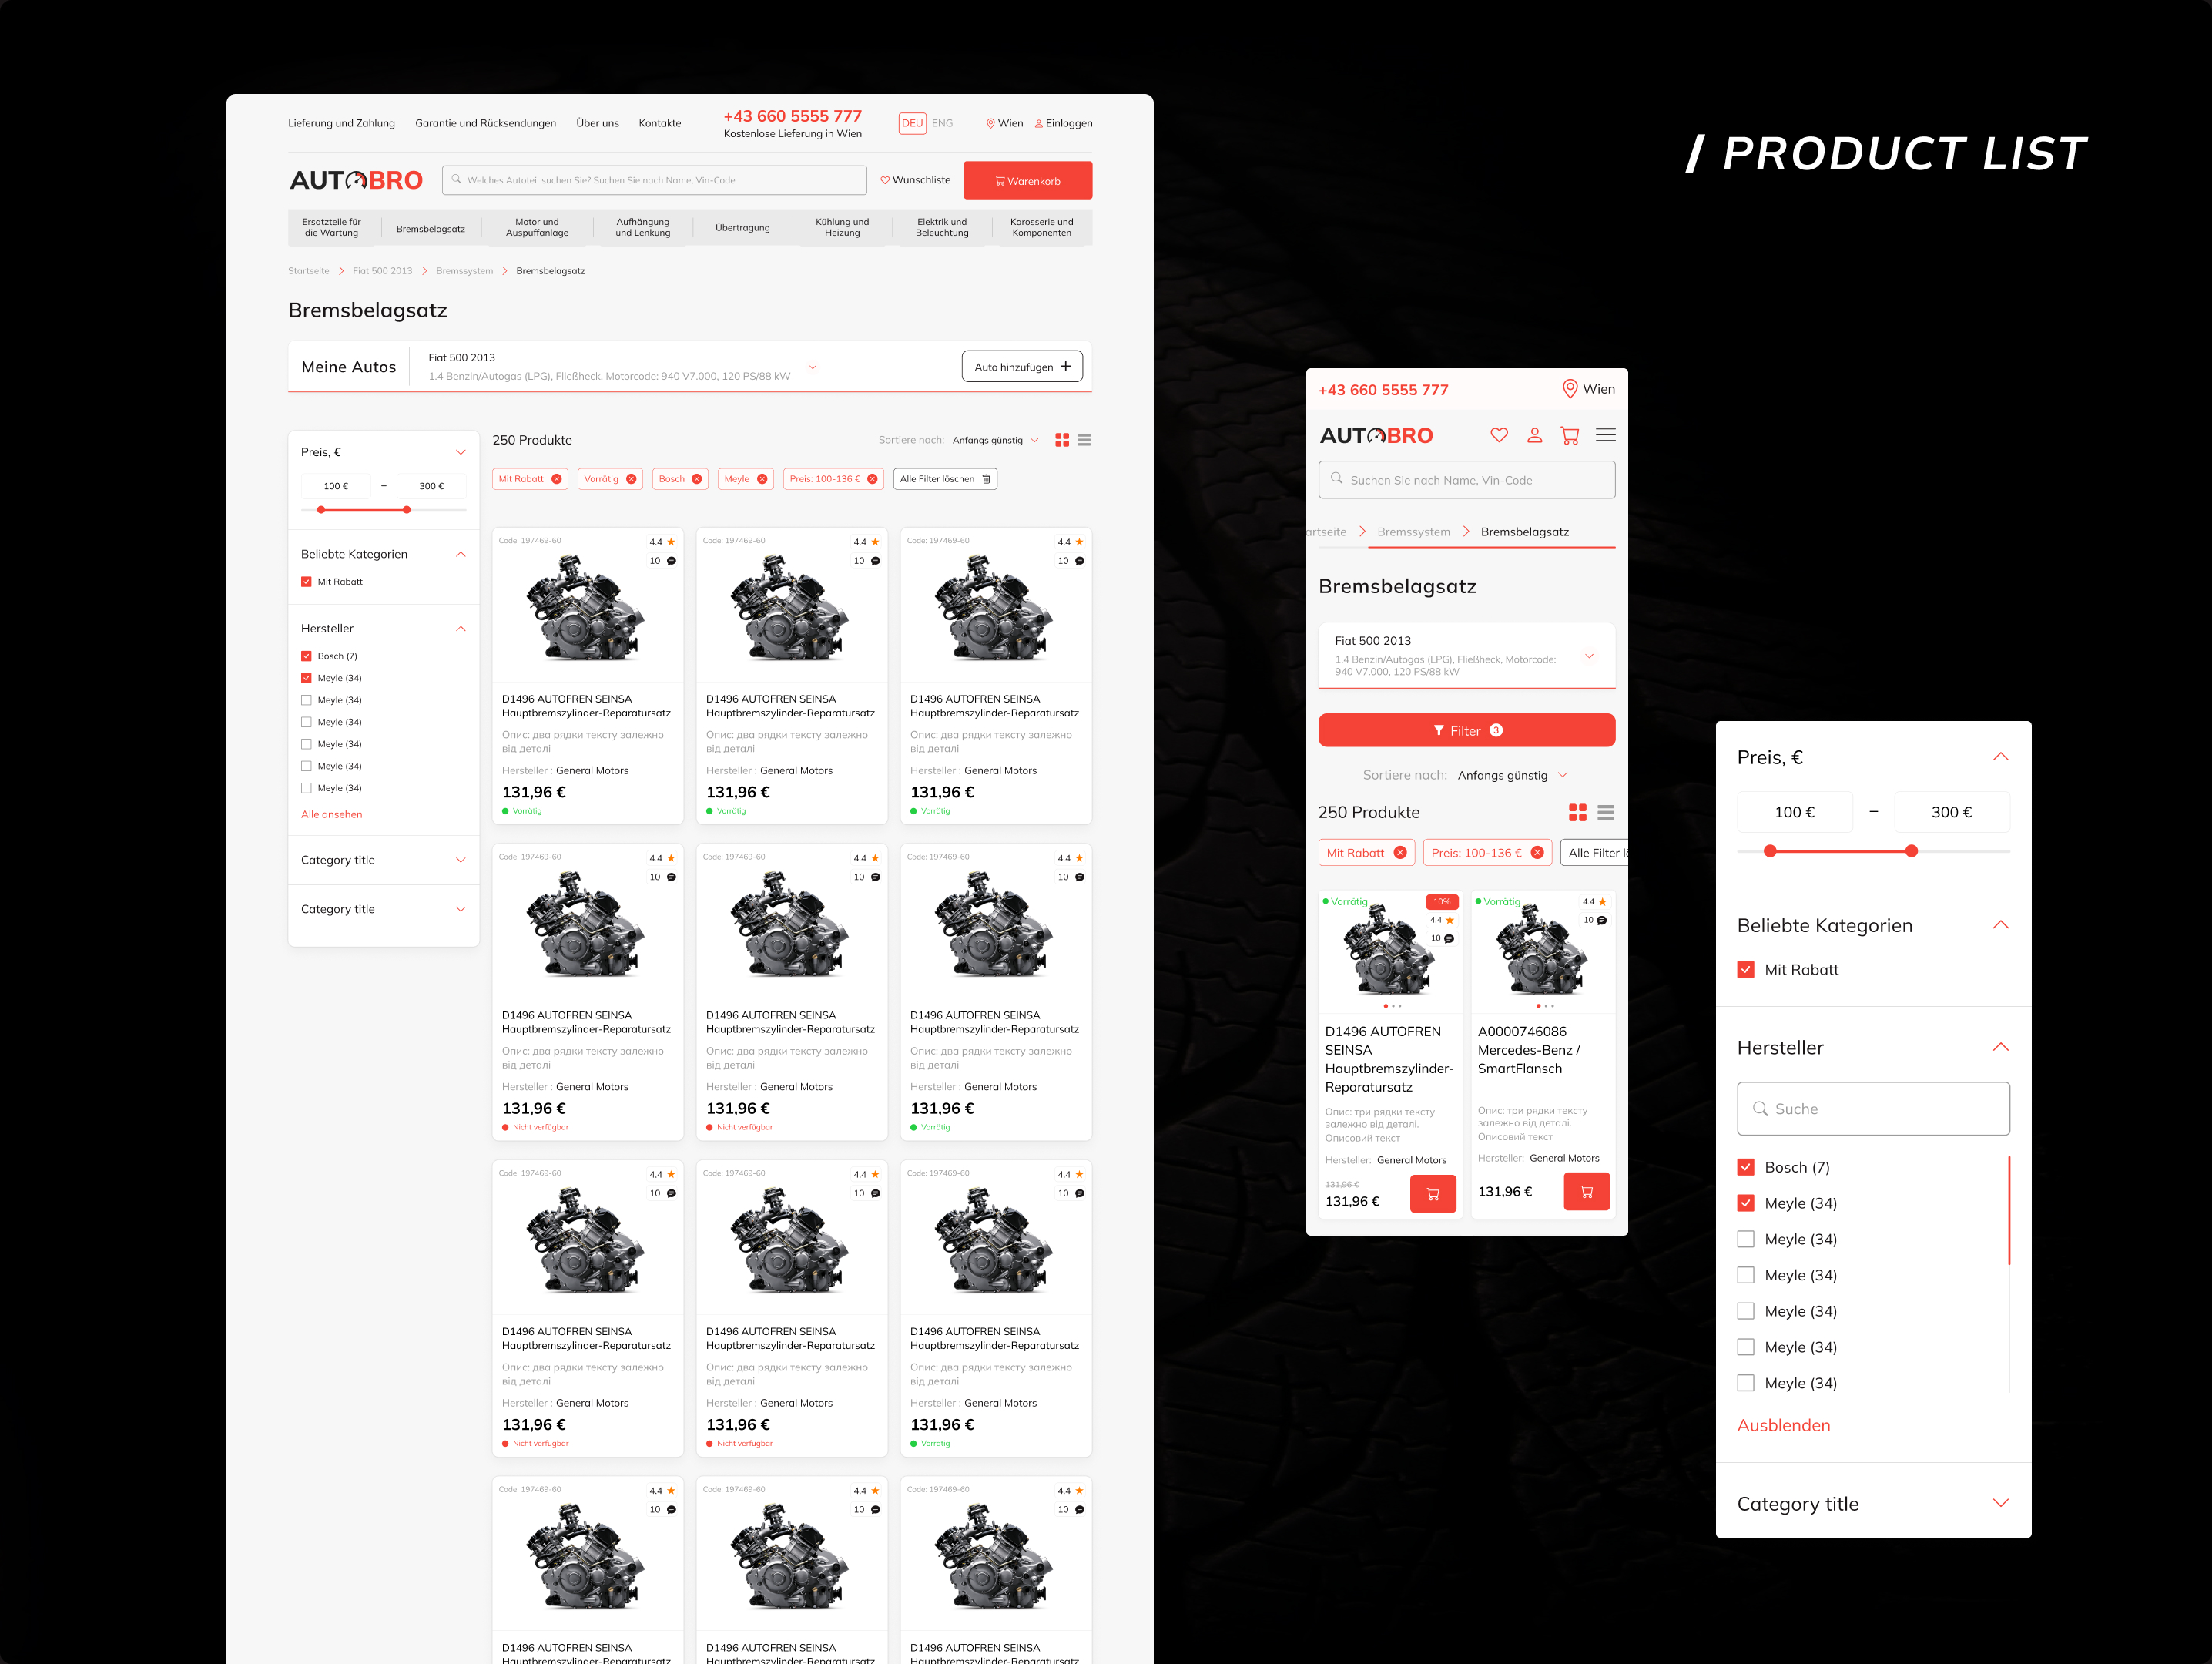 / PRODUCT LIST
Lieferung und Zahlung Garantie und Rücksendungen Über uns Kontakte +43 660 5555 777 DEU ENG Wien Einloggen
Kostenlose Lieferung in Wien
AUTOBRO Welches Autoteil suchen Sie? Suchen Sie nach Name, Vin-Code Wunschliste Warenkorb
Ersatzteile für die Wartung
Bremsbelagsatz
Motor und Auspuffanlage
Aufhängung und Lenkung
Übertragung
Kühlung und Heizung
Elektrik und Beleuchtung
Karosserie und Komponenten
Startseite Fiat 500 2013 Bremssystem Bremsbelagsatz
Bremsbelagsatz
Meine Autos
Fiat 500 2013
1.4 Benzin/Autogas (LPG), Fließheck, Motorcode: 940 V7.000, 120 PS/88 kW
Auto hinzufügen
Preis, €
100 € – 300 €
Beliebte Kategorien
Mit Rabatt
Hersteller
Bosch (7)
Meyle (34)
Meyle (34)
Meyle (34)
Meyle (34)
Meyle (34)
Meyle (34)
Alle ansehen
Category title
Category title
250 Produkte Sortiere nach: Anfangs günstig
Mit Rabatt Vorrätig Bosch Meyle Preis: 100-136 € Alle Filter löschen
Code: 197469-60 4.4 Code: 197469-60 4.4 Code: 197469-60 4.4
10 10 10
D1496 AUTOFREN SEINSA D1496 AUTOFREN SEINSA D1496 AUTOFREN SEINSA
Hauptbremszylinder-Reparatursatz Hauptbremszylinder-Reparatursatz Hauptbremszylinder-Reparatursatz
Опис: два рядки тексту залежно Опис: два рядки тексту залежно Опис: два рядки тексту залежно
від деталі від деталі від деталі
Hersteller : General Motors Hersteller : General Motors Hersteller : General Motors
131,96 € 131,96 € 131,96 €
Vorrätig Vorrätig Vorrätig
Code: 197469-60 4.4 Code: 197469-60 4.4 Code: 197469-60 4.4
10 10 10
D1496 AUTOFREN SEINSA D1496 AUTOFREN SEINSA D1496 AUTOFREN SEINSA
Hauptbremszylinder-Reparatursatz Hauptbremszylinder-Reparatursatz Hauptbremszylinder-Reparatursatz
Опис: два рядки тексту залежно Опис: два рядки тексту залежно Опис: два рядки тексту залежно
від деталі від деталі від деталі
Hersteller : General Motors Hersteller : General Motors Hersteller : General Motors
131,96 € 131,96 € 131,96 €
Nicht verfügbar Nicht verfügbar Vorrätig
Code: 197469-60 4.4 Code: 197469-60 4.4 Code: 197469-60 4.4
10 10 10
D1496 AUTOFREN SEINSA D1496 AUTOFREN SEINSA D1496 AUTOFREN SEINSA
Hauptbremszylinder-Reparatursatz Hauptbremszylinder-Reparatursatz Hauptbremszylinder-Reparatursatz
Опис: два рядки тексту залежно Опис: два рядки тексту залежно Опис: два рядки тексту залежно
від деталі від деталі від деталі
Hersteller : General Motors Hersteller : General Motors Hersteller : General Motors
131,96 € 131,96 € 131,96 €
Nicht verfügbar Nicht verfügbar Vorrätig
Code: 197469-60 4.4 Code: 197469-60 4.4 Code: 197469-60 4.4
10 10 10
D1496 AUTOFREN SEINSA D1496 AUTOFREN SEINSA D1496 AUTOFREN SEINSA
Hauptbremszylinder-Reparatursatz Hauptbremszylinder-Reparatursatz Hauptbremszylinder-Reparatursatz
+43 660 5555 777 Wien
AUTOBRO
Suchen Sie nach Name, Vin-Code
artseite Bremssystem Bremsbelagsatz
Bremsbelagsatz
Fiat 500 2013
1.4 Benzin/Autogas (LPG), Fließheck, Motorcode:
940 V7.000, 120 PS/88 kW
Filter 3
Sortiere nach: Anfangs günstig
250 Produkte
Mit Rabatt Preis: 100-136 € Alle Filter lö
Vorrätig 10%
4.4
10
D1496 AUTOFREN
SEINSA
Hauptbremszylinder-
Reparatursatz
Опис: три рядки тексту
залежно від деталі.
Описовий текст
Hersteller: General Motors
131,96 €
131,96 €
Vorrätig 4.4
10
A0000746086
Mercedes-Benz /
SmartFlansch
Опис: три рядки тексту
залежно від деталі.
Описовий текст
Hersteller: General Motors
131,96 €
Preis, €
100 € – 300 €
Beliebte Kategorien
Mit Rabatt
Hersteller
Suche
Bosch (7)
Meyle (34)
Meyle (34)
Meyle (34)
Meyle (34)
Meyle (34)
Meyle (34)
Ausblenden
Category title